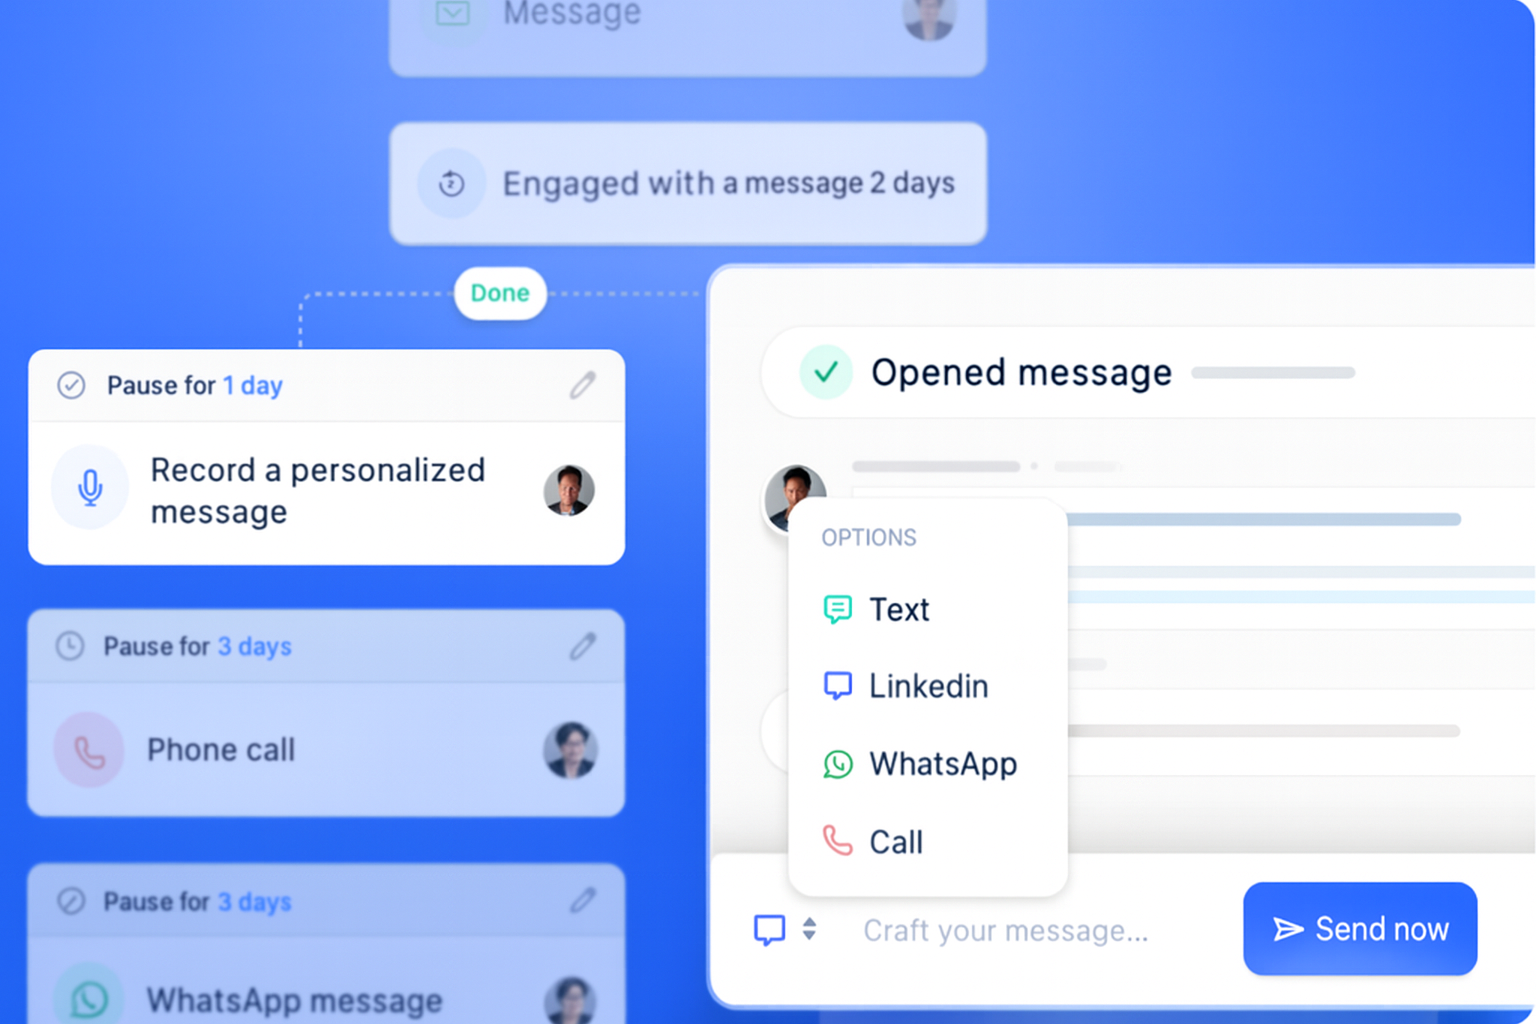 Message
Engaged with a message 2 days
Done
Pause for 1 day
Record a personalized
message
Pause for 3 days
Phone call
Pause for 3 days
WhatsApp message
Opened message
OPTIONS
Text
Linkedin
WhatsApp
Call
Craft your message...
Send now